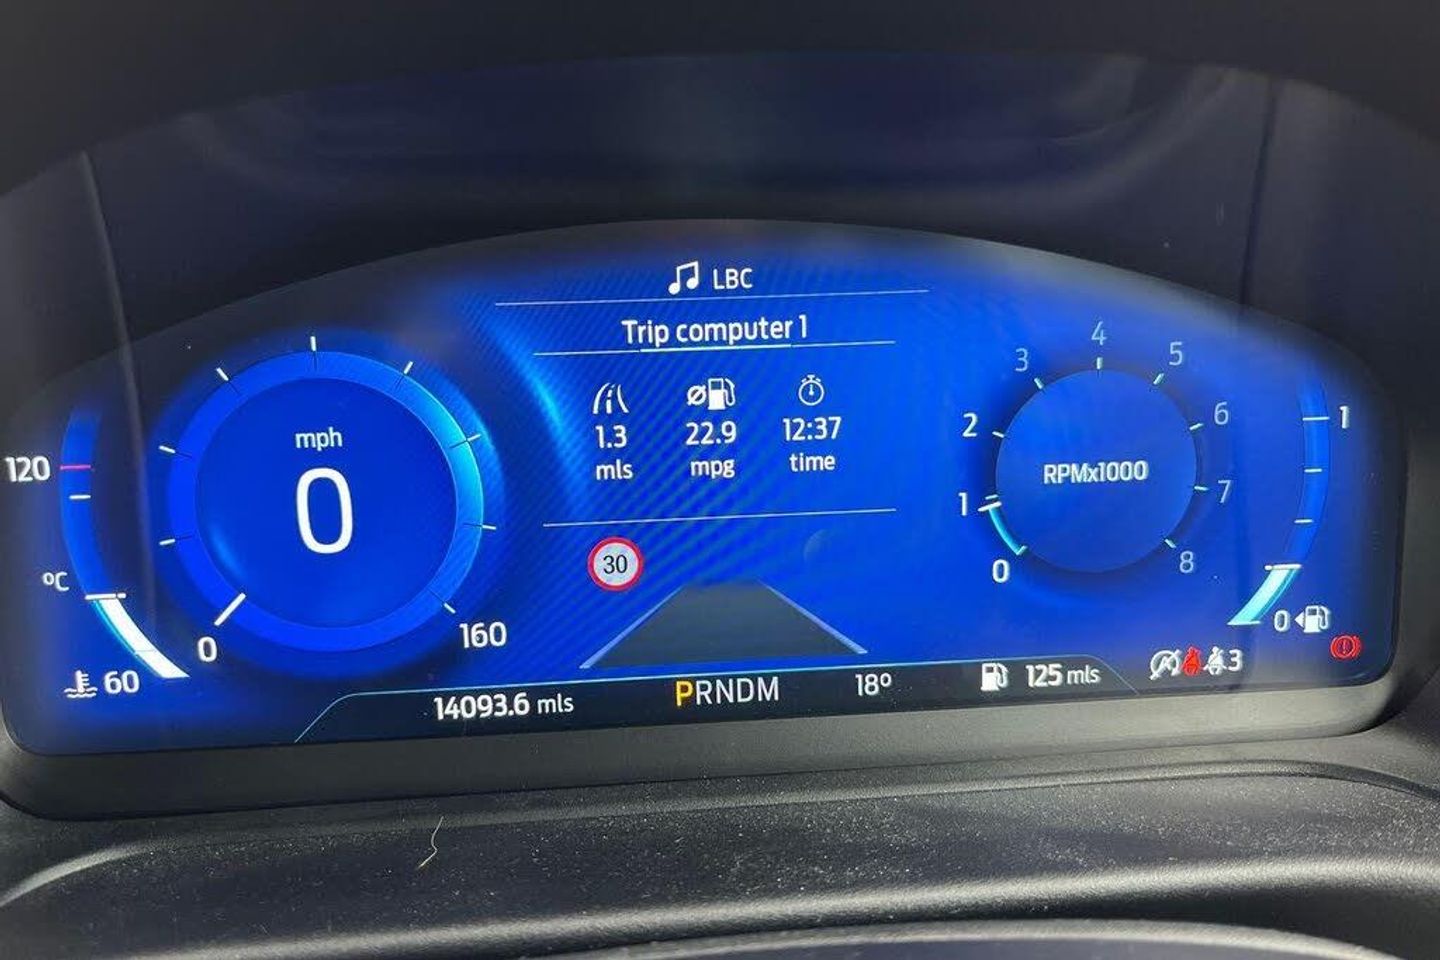 LBC
Trip computer 1
1.3 22.9 12:37
mls mpg time
mph
0
0
160
120
ºC
60
30
RPMx1000
0
1
2
3
4
5
6
7
8
1
0
14093.6 mls
PRNDM
18º
125 mls
3